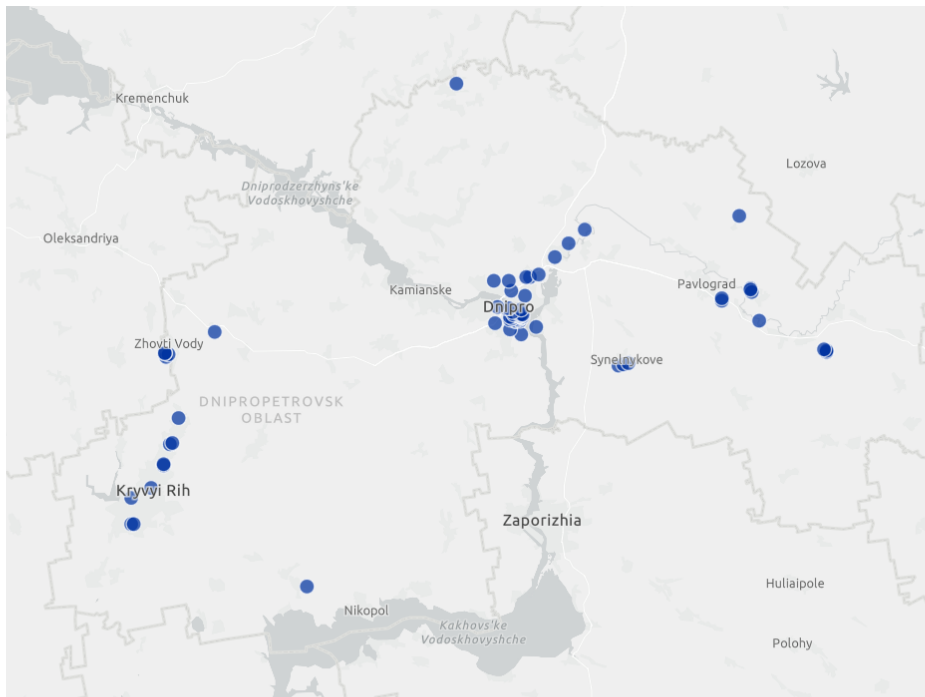 Kremenchuk
Lozova
Dniprodzerzhyns'ke
Vodoskhovyshche
Oleksandriya
Kamianske
Pavlograd
Dnipro
Zhovti Vody
Synelnykove
DNIPROPETROVSK
OBLAST
Kryvyi Rih
Zaporizhia
Huliaipole
Nikopol
Kakhovs'ke
Vodoskhovyshche
Polohy